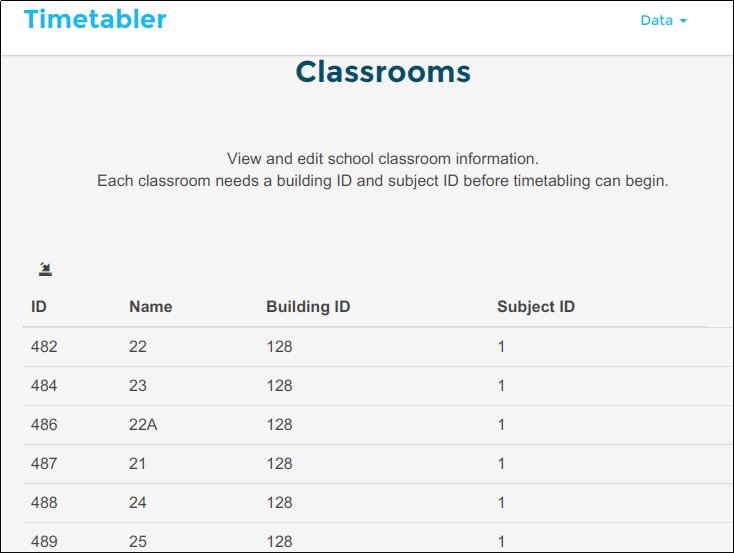 Timetabler Data
Classrooms
View and edit school classroom information.
Each classroom needs a building ID and subject ID before timetabling can begin.
ID Name Building ID Subject ID
482 22 128 1
484 23 128 1
486 22A 128 1
487 21 128 1
488 24 128 1
489 25 128 1